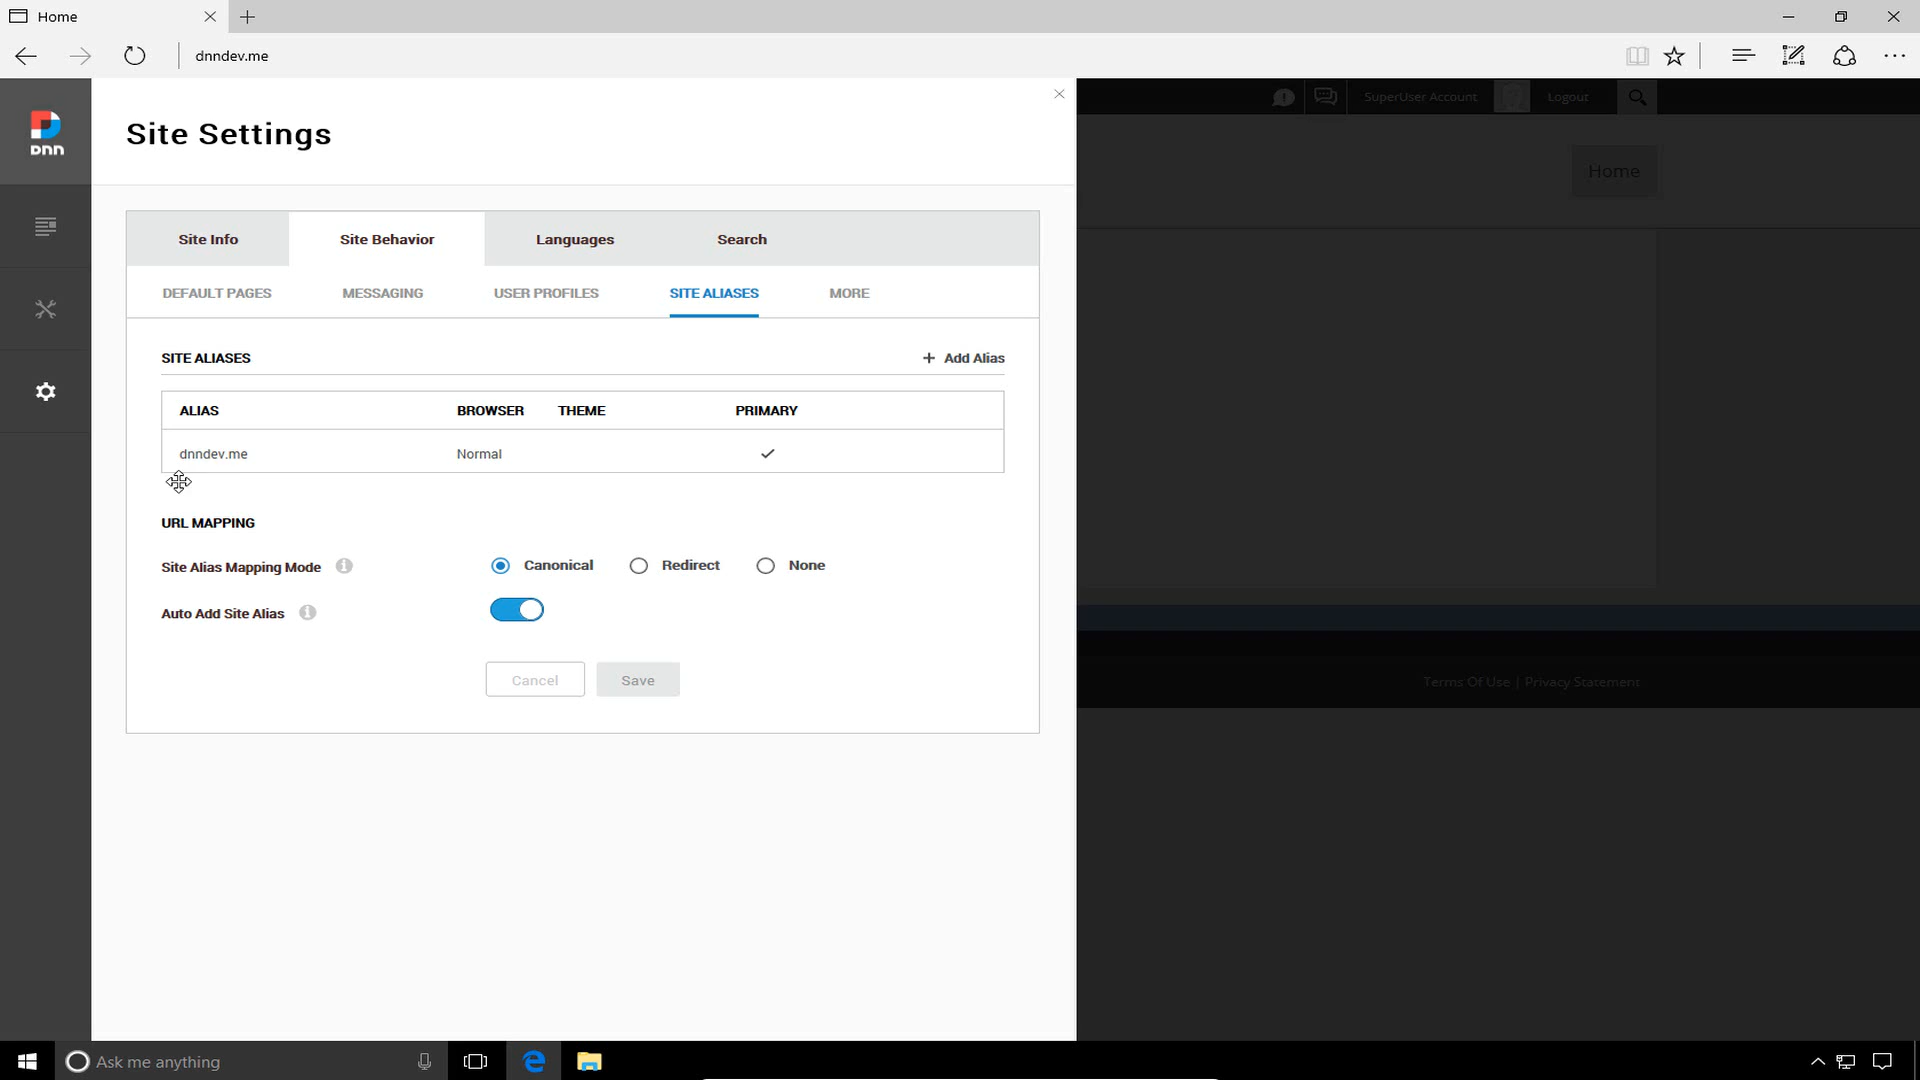 Home
dnndev.me
Dnn
Site Settings
SuperUser Account Logout
Home
Site Info Site Behavior Languages Search
DEFAULT PAGES MESSAGING USER PROFILES SITE ALIASES MORE
SITE ALIASES + Add Alias
ALIAS BROWSER THEME PRIMARY
dnndev.me Normal
URL MAPPING
Site Alias Mapping Mode Canonical Redirect None
Auto Add Site Alias
Cancel Save
Terms Of Use | Privacy Statement
Ask me anything